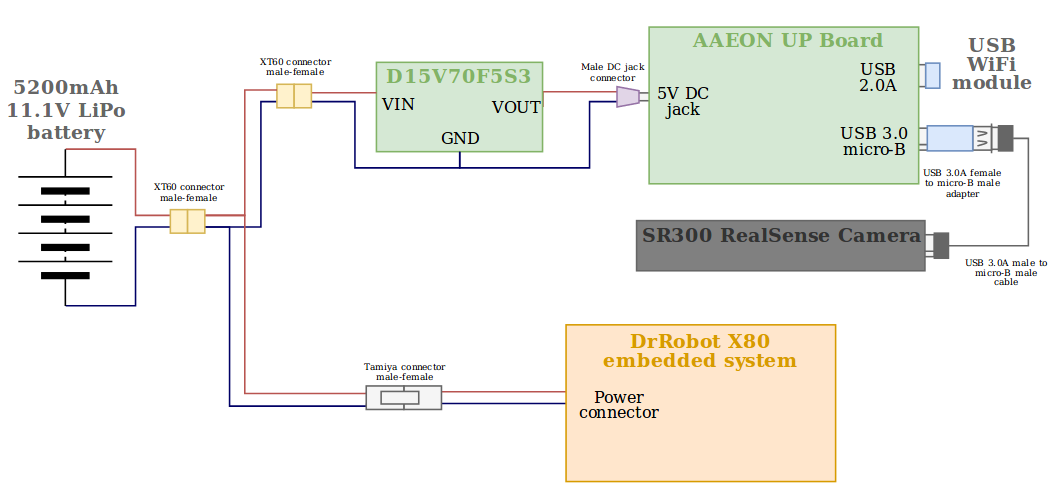 5200mAh
11.1V LiPo
battery
XT60 connector
male-female
XT60 connector
male-female
D15V70F5S3
VIN
VOUT
GND
Male DC jack
connector
AAEON UP Board
5V DC
jack
USB
2.0A
USB 3.0
micro-B
USB
WiFi
module
USB 3.0A female
to micro-B male
adapter
SR300 RealSense Camera
USB 3.0A male to
micro-B male
cable
Tamiya connector
male-female
DrRobot X80
embedded system
Power
connector